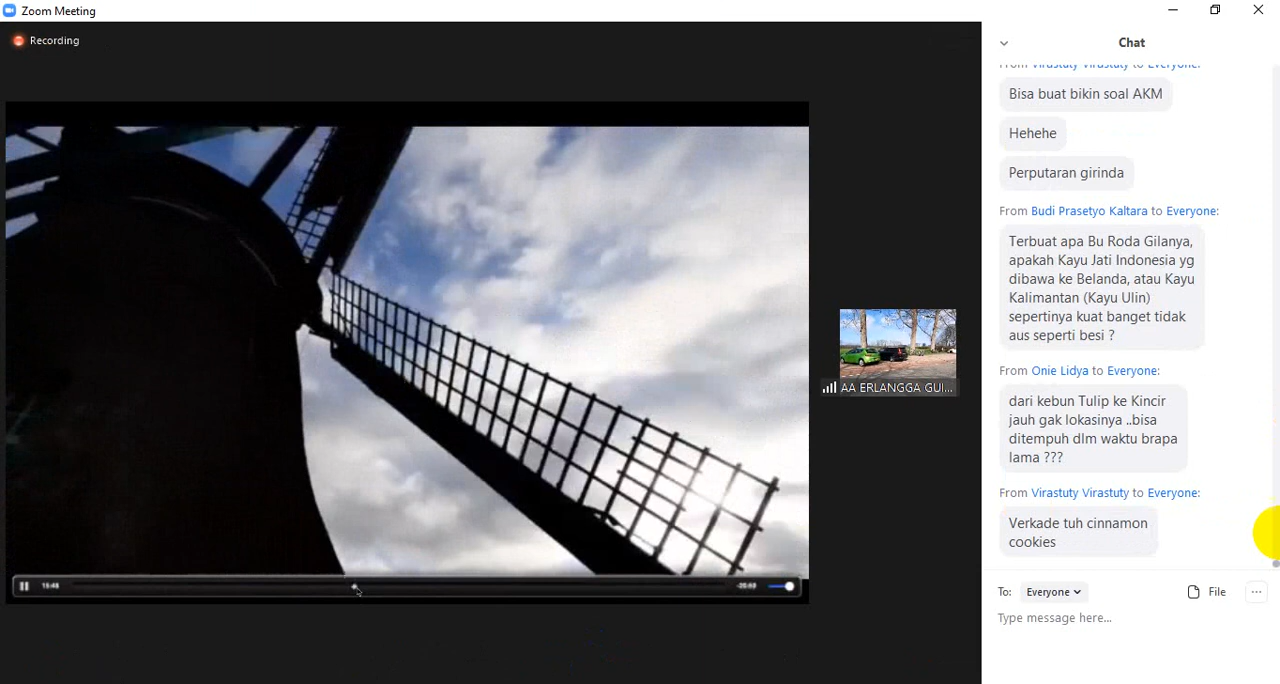 Zoom Meeting
Recording
Chat
From Virastuty Virastuty to Everyone:
Bisa buat bikin soal AKM
Hehehe
Perputaran girinda
From Budi Prasetyo Kaltara to Everyone:
Terbuat apa Bu Roda Gilanya,
apakah Kayu Jati Indonesia yg
dibawa ke Belanda, atau Kayu
Kalimantan (Kayu Ulin)
sepertinya kuat banget tidak
aus seperti besi ?
From Onie Lidya to Everyone:
dari kebun Tulip ke Kincir
jauh gak lokasinya ..bisa
ditempuh dlm waktu brapa
lama ???
From Virastuty Virastuty to Everyone:
Verkade tuh cinnamon
cookies
AA ERLANGGA GUI...
To: Everyone
File
Type message here...